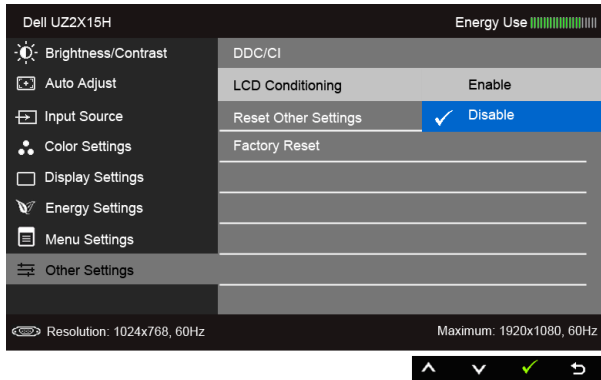 Dell UZ2X15H Energy Use
Brightness/Contrast DDC/CI
Auto Adjust LCD Conditioning Enable
Input Source Reset Other Settings Disable
Color Settings Factory Reset
Display Settings
Energy Settings
Menu Settings
Other Settings
Resolution: 1024x768, 60Hz Maximum: 1920x1080, 60Hz